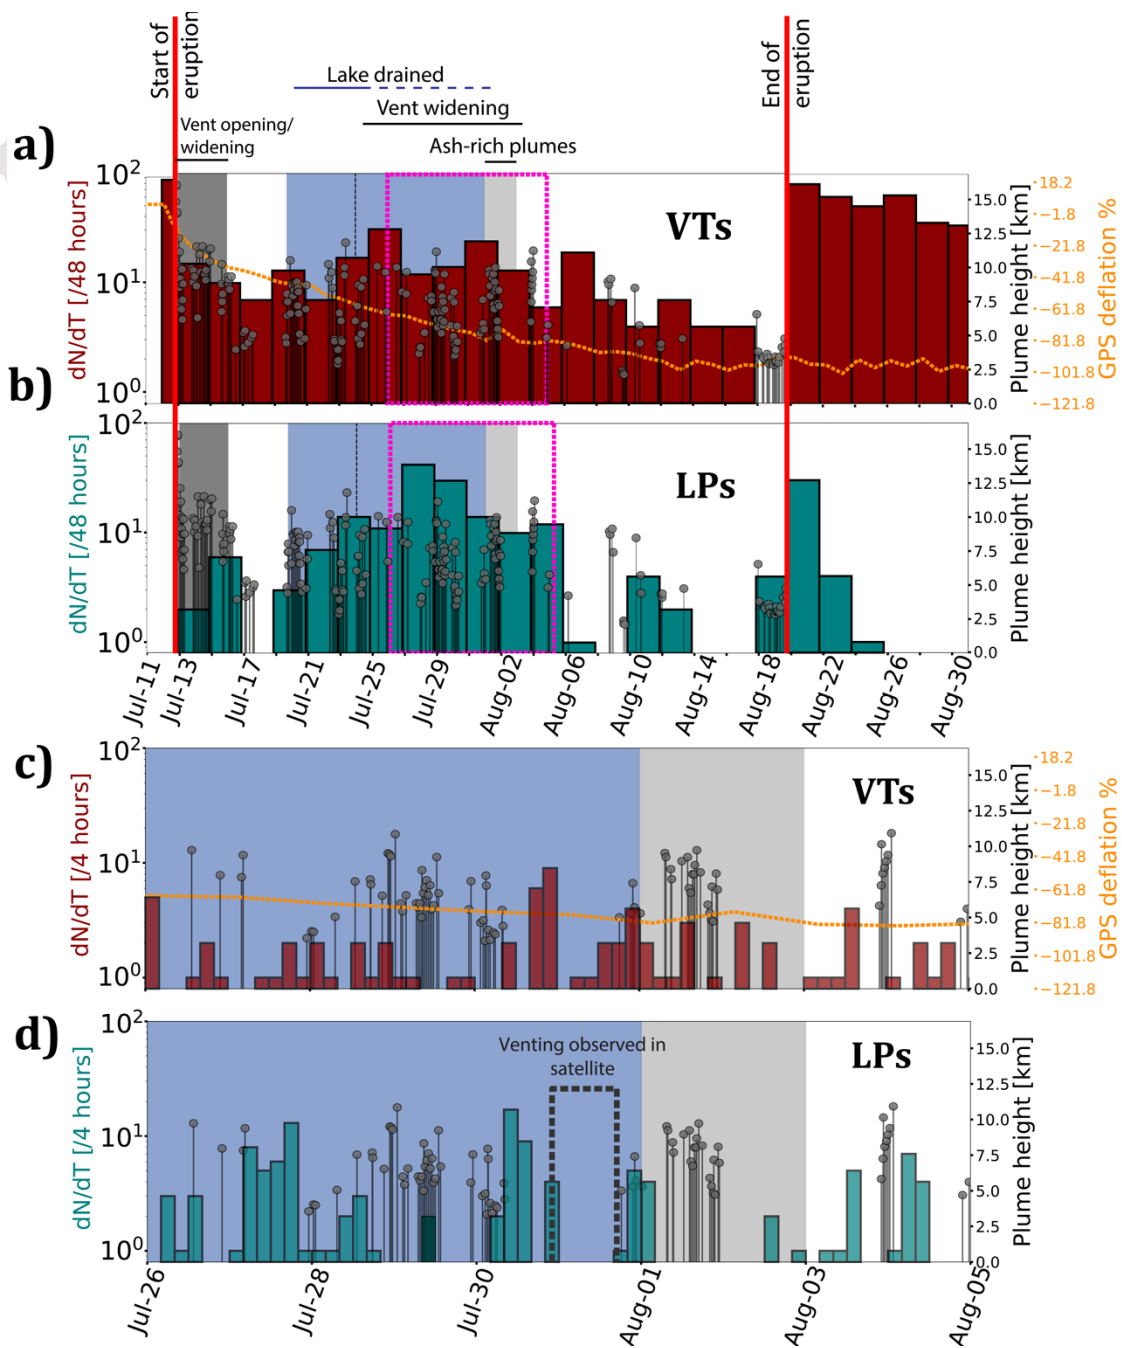 Start of
eruption
End of
eruption
Lake drained
Vent widening
Vent opening/
widening
Ash-rich plumes
a)
VTs
dN/dT [/48 hours]
10²
10¹
10⁰
Plume height [km]
15.0
12.5
10.0
7.5
5.0
2.5
0.0
GPS deflation %
18.2
−1.8
−21.8
−41.8
−61.8
−81.8
−101.8
−121.8
b)
LPs
dN/dT [/48 hours]
10²
10¹
10⁰
Plume height [km]
15.0
12.5
10.0
7.5
5.0
2.5
0.0
Jul-11
Jul-13
Jul-17
Jul-21
Jul-25
Jul-29
Aug-02
Aug-06
Aug-10
Aug-14
Aug-18
Aug-22
Aug-26
Aug-30
c)
VTs
dN/dT [/4 hours]
10²
10¹
10⁰
Plume height [km]
15.0
12.5
10.0
7.5
5.0
2.5
0.0
GPS deflation %
18.2
−1.8
−21.8
−41.8
−61.8
−81.8
−101.8
−121.8
d)
Venting observed in
satellite
LPs
dN/dT [/4 hours]
10²
10¹
10⁰
Plume height [km]
15.0
12.5
10.0
7.5
5.0
2.5
0.0
Jul-26
Jul-28
Jul-30
Aug-01
Aug-03
Aug-05